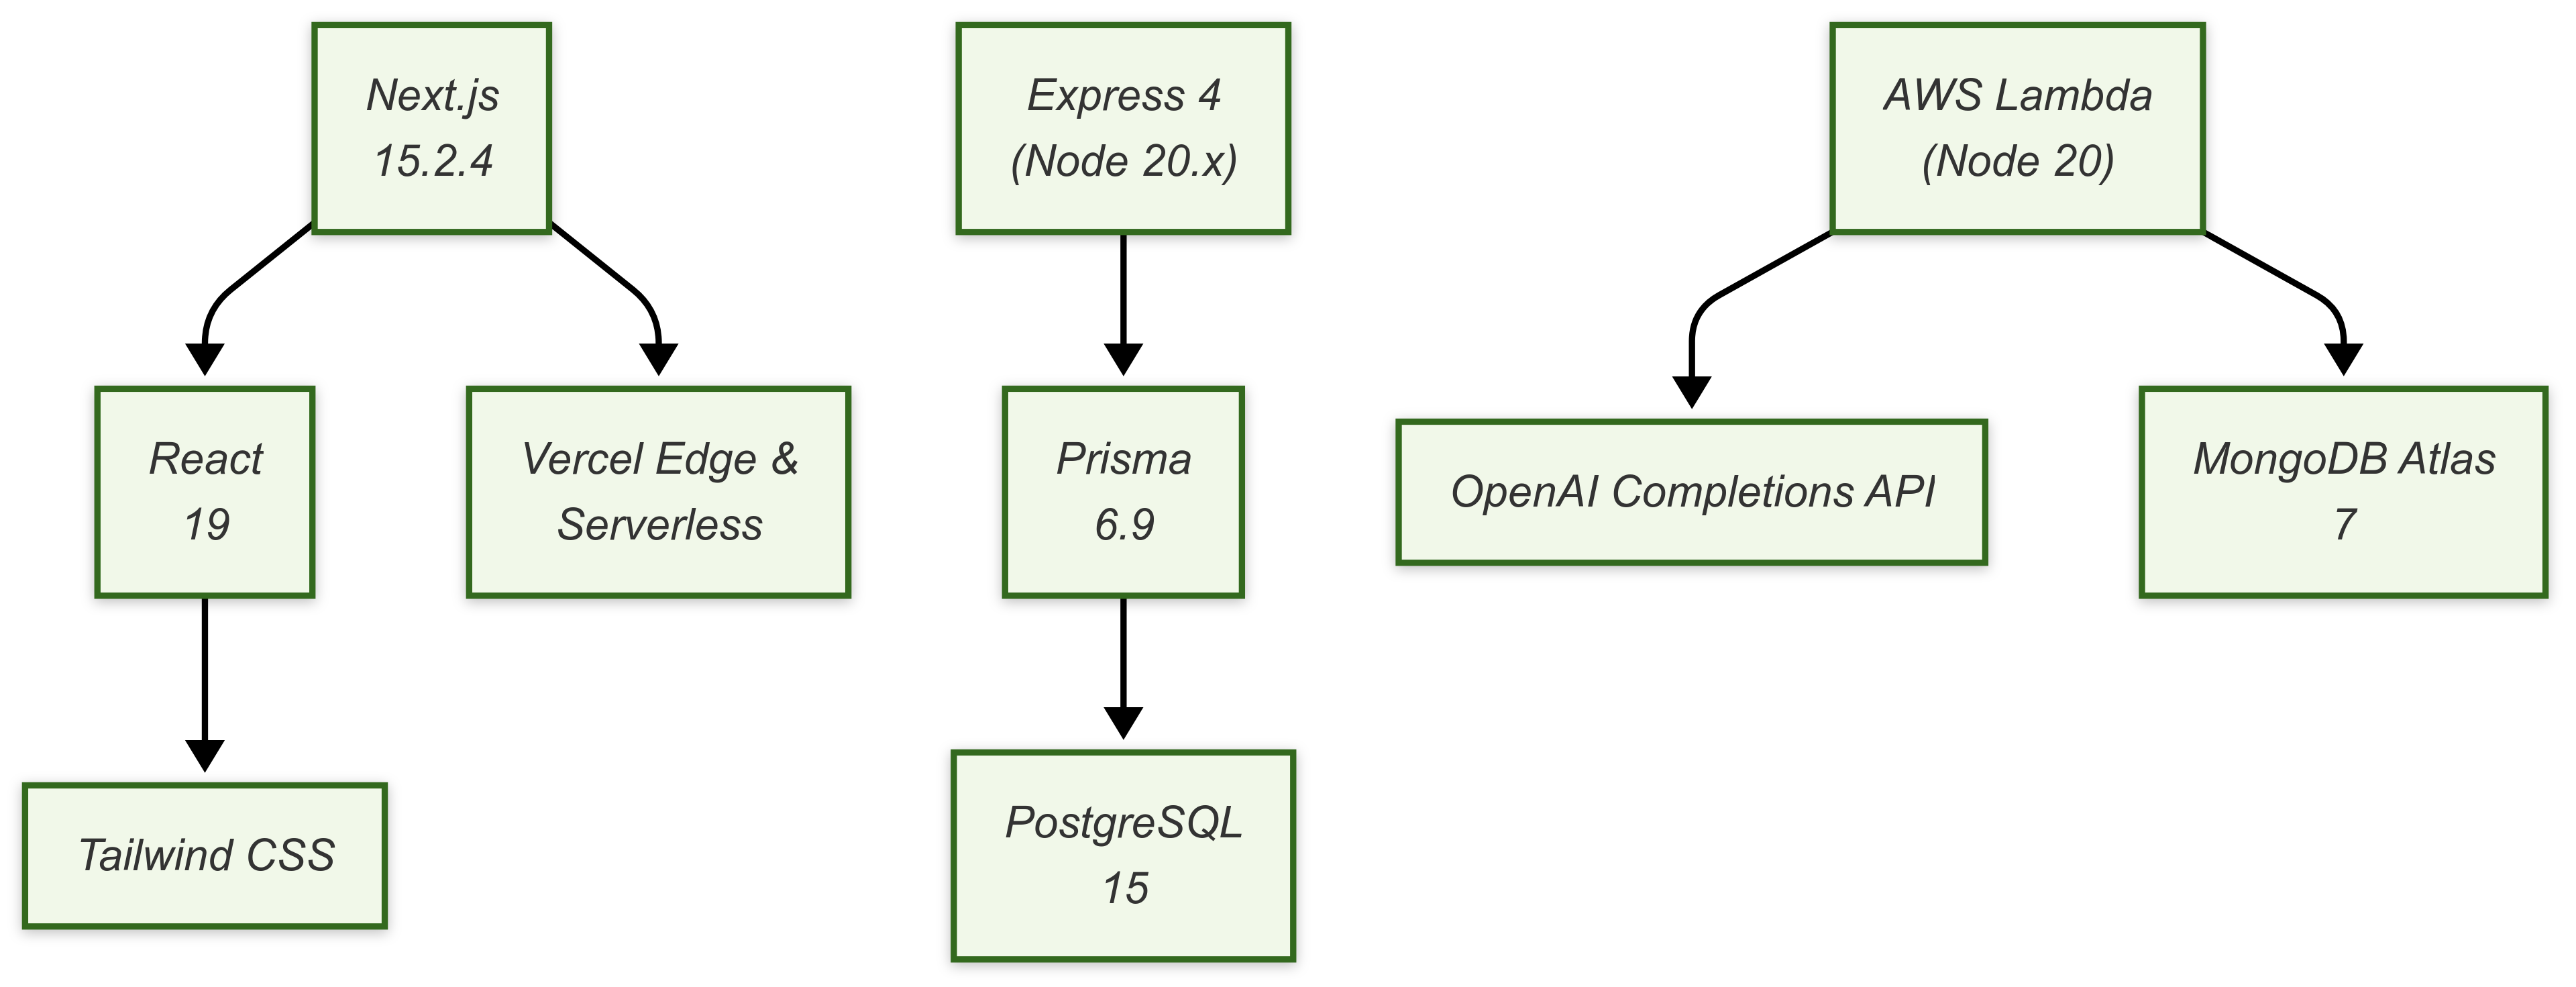 Next.js
15.2.4
Express 4
(Node 20.x)
AWS Lambda
(Node 20)
React
19
Vercel Edge &
Serverless
Prisma
6.9
OpenAI Completions API
MongoDB Atlas
7
Tailwind CSS
PostgreSQL
15